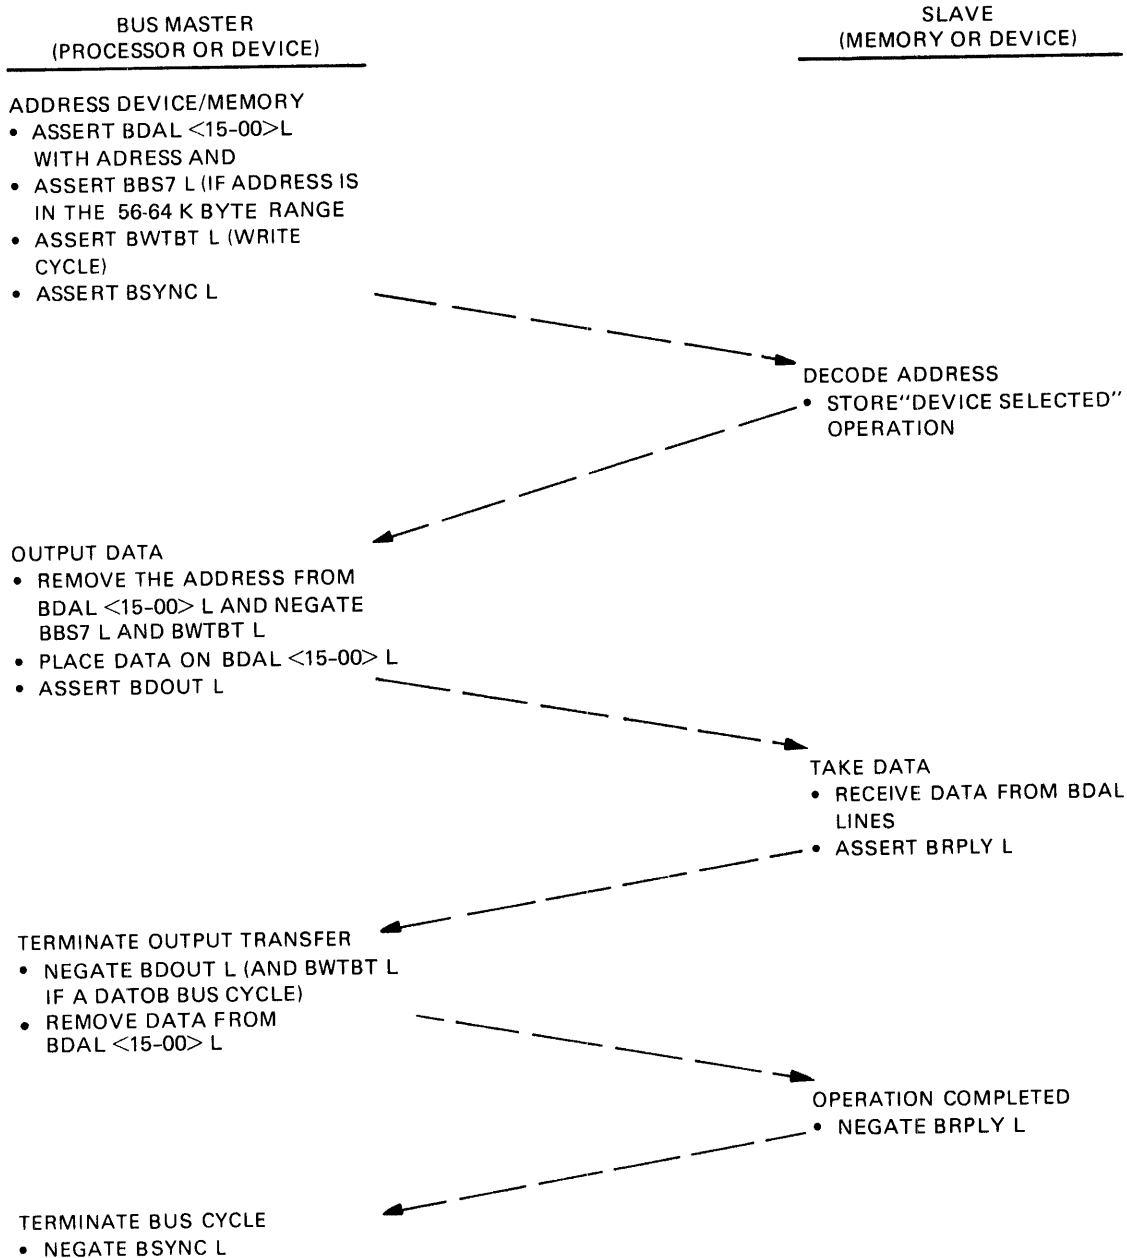 BUS MASTER
(PROCESSOR OR DEVICE)
SLAVE
(MEMORY OR DEVICE)
ADDRESS DEVICE/MEMORY
• ASSERT BDAL <15-00>L
WITH ADRESS AND
• ASSERT BBS7 L (IF ADDRESS IS
IN THE 56-64 K BYTE RANGE
• ASSERT BWTBT L (WRITE
CYCLE)
• ASSERT BSYNC L
DECODE ADDRESS
• STORE"DEVICE SELECTED"
OPERATION
OUTPUT DATA
• REMOVE THE ADDRESS FROM
BDAL <15-00> L AND NEGATE
BBS7 L AND BWTBT L
• PLACE DATA ON BDAL <15-00> L
• ASSERT BDOUT L
TAKE DATA
• RECEIVE DATA FROM BDAL
LINES
• ASSERT BRPLY L
TERMINATE OUTPUT TRANSFER
• NEGATE BDOUT L (AND BWTBT L
IF A DATOB BUS CYCLE)
• REMOVE DATA FROM
BDAL <15-00> L
OPERATION COMPLETED
• NEGATE BRPLY L
TERMINATE BUS CYCLE
• NEGATE BSYNC L